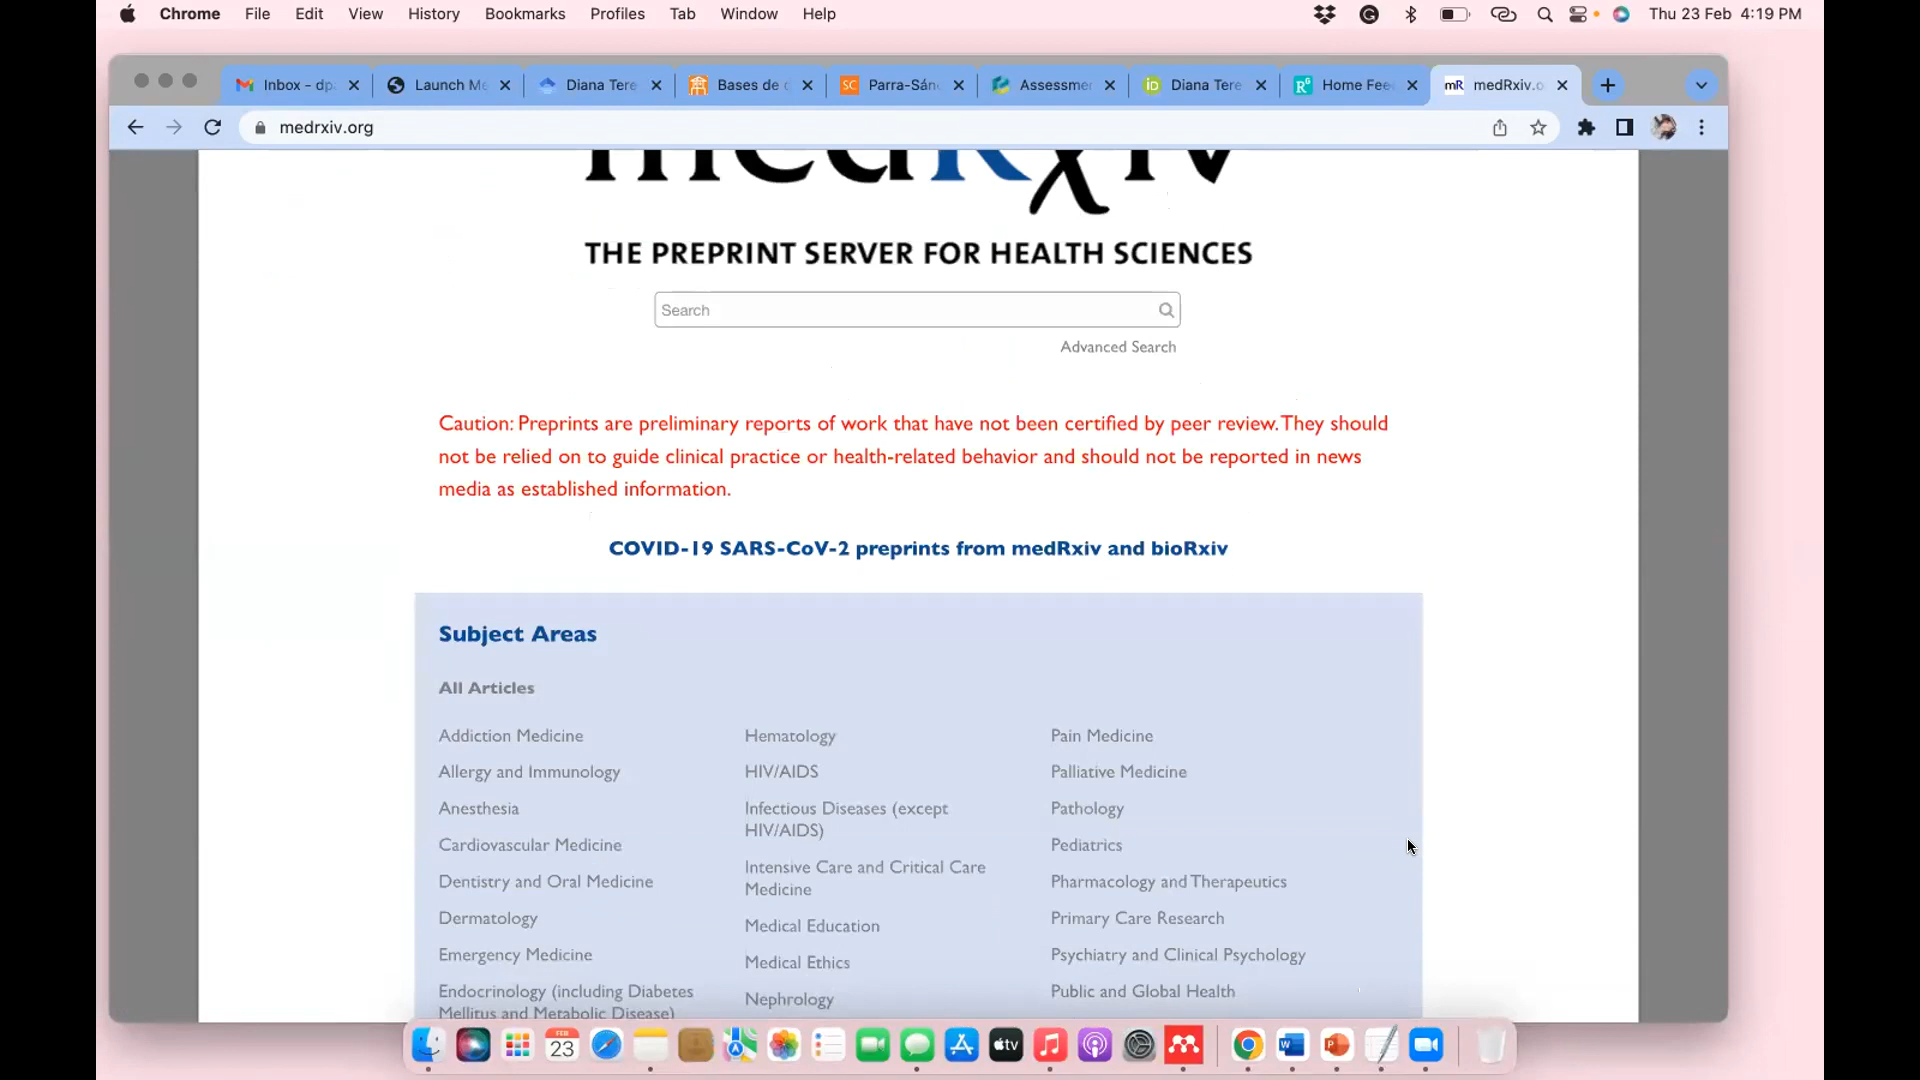 Chrome File Edit View History Bookmarks Profiles Tab Window Help Thu 23 Feb 4:19 PM
Inbox - dp Launch Me Diana Tere Bases de Parra-Sán Assessmen Diana Tere Home Fee medRxiv.o
medrxiv.org
medRxiv
THE PREPRINT SERVER FOR HEALTH SCIENCES
Search
Advanced Search
Caution: Preprints are preliminary reports of work that have not been certified by peer review. They should
not be relied on to guide clinical practice or health-related behavior and should not be reported in news
media as established information.
COVID-19 SARS-CoV-2 preprints from medRxiv and bioRxiv
Subject Areas
All Articles
Addiction Medicine
Allergy and Immunology
Anesthesia
Cardiovascular Medicine
Dentistry and Oral Medicine
Dermatology
Emergency Medicine
Endocrinology (including Diabetes
Mellitus and Metabolic Disease)
Hematology
HIV/AIDS
Infectious Diseases (except
HIV/AIDS)
Intensive Care and Critical Care
Medicine
Medical Education
Medical Ethics
Nephrology
Pain Medicine
Palliative Medicine
Pathology
Pediatrics
Pharmacology and Therapeutics
Primary Care Research
Psychiatry and Clinical Psychology
Public and Global Health
FEB
23
tv